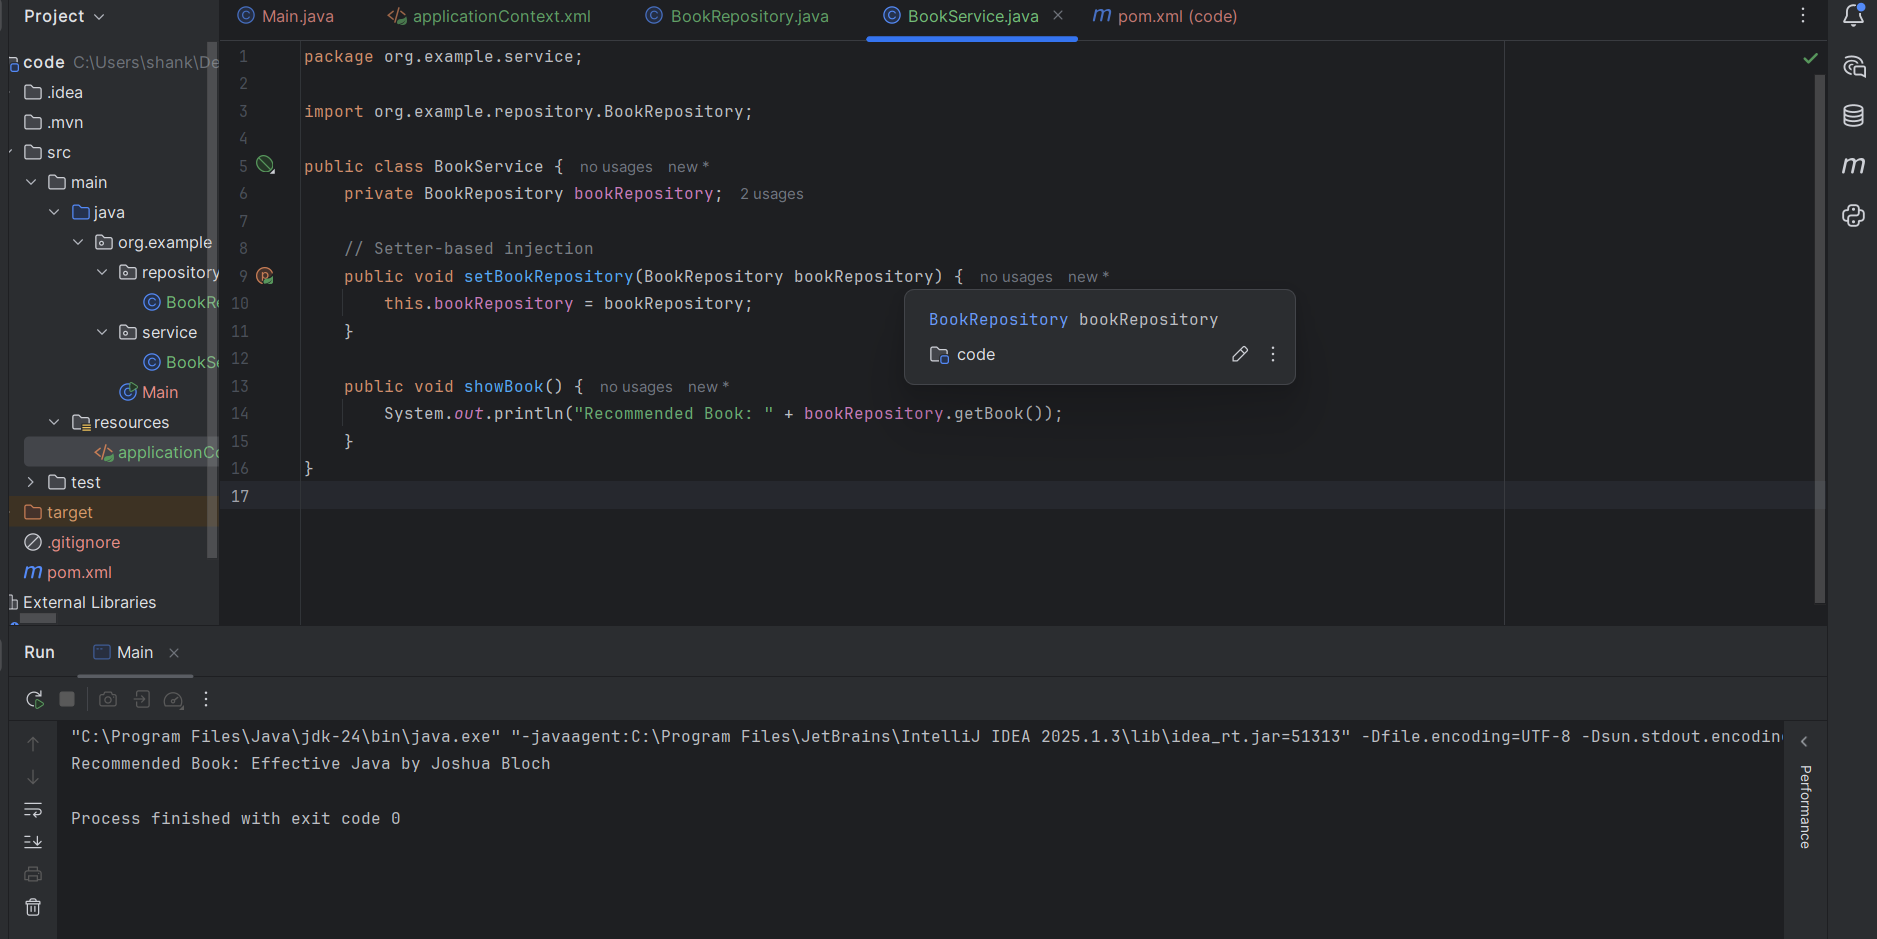 Project
Main.java
applicationContext.xml
BookRepository.java
BookService.java
m pom.xml (code)
code C:\Users\shank\De
.idea
.mvn
src
main
java
org.example
repository
BookRe
service
BookSe
Main
resources
applicationCo
test
target
.gitignore
m pom.xml
External Libraries
1 package org.example.service;
2
3 import org.example.repository.BookRepository;
4
5 public class BookService { no usages new *
6 private BookRepository bookRepository; 2 usages
7
8 // Setter-based injection
9 public void setBookRepository(BookRepository bookRepository) { no usages new *
10 this.bookRepository = bookRepository;
11 }
12
13 public void showBook() { no usages new *
14 System.out.println("Recommended Book: " + bookRepository.getBook());
15 }
16 }
17
BookRepository bookRepository
code
m
Run
Main
"C:\Program Files\Java\jdk-24\bin\java.exe" "-javaagent:C:\Program Files\JetBrains\IntelliJ IDEA 2025.1.3\lib\idea_rt.jar=51313" -Dfile.encoding=UTF-8 -Dsun.stdout.encodin
Recommended Book: Effective Java by Joshua Bloch
Process finished with exit code 0
Performance